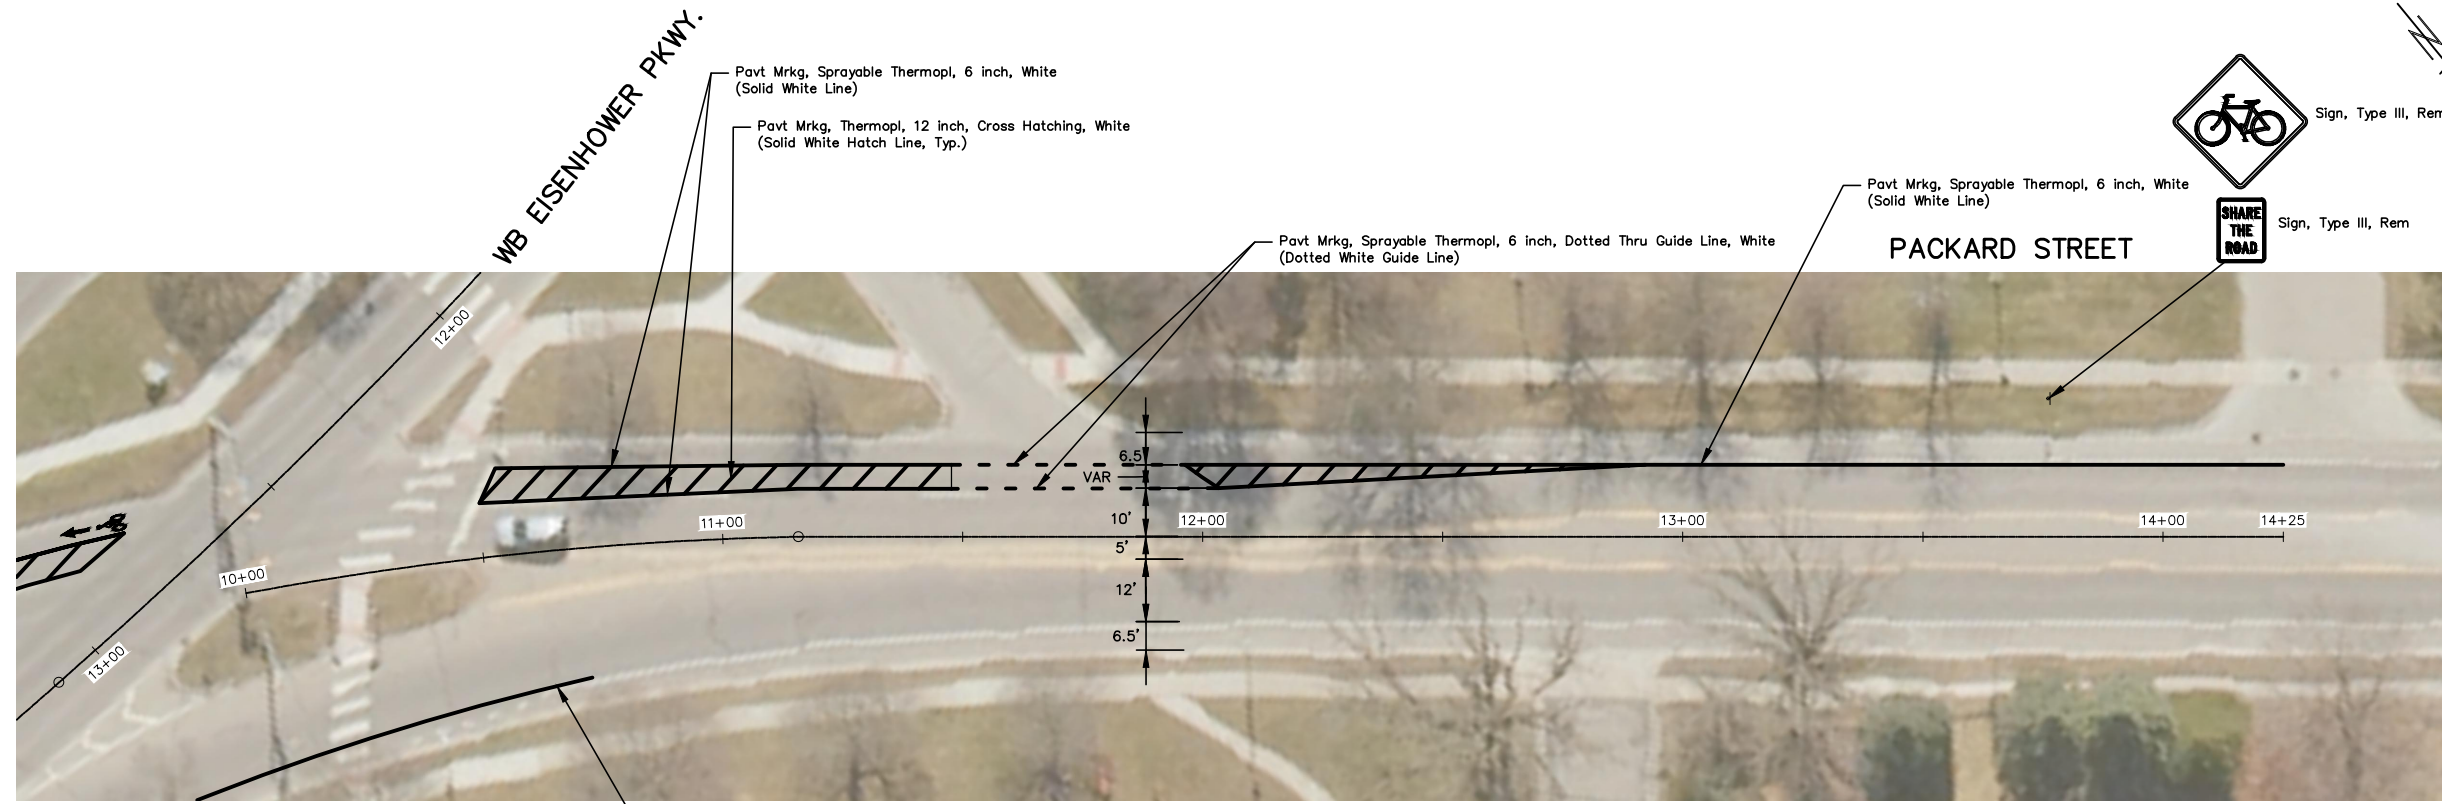 WB EISENHOWER PKWY.
Pavt Mrkg, Sprayable Thermopl, 6 inch, White
(Solid White Line)
Pavt Mrkg, Thermopl, 12 inch, Cross Hatching, White
(Solid White Hatch Line, Typ.)
Pavt Mrkg, Sprayable Thermopl, 6 inch, Dotted Thru Guide Line, White
(Dotted White Guide Line)
Pavt Mrkg, Sprayable Thermopl, 6 inch, White
(Solid White Line)
PACKARD STREET
Sign, Type III, Rem
SHARE
THE
ROAD
Sign, Type III, Rem
12+00
13+00
10+00
11+00
12+00
13+00
14+00
14+25
6.5'
VAR
10'
5'
12'
6.5'